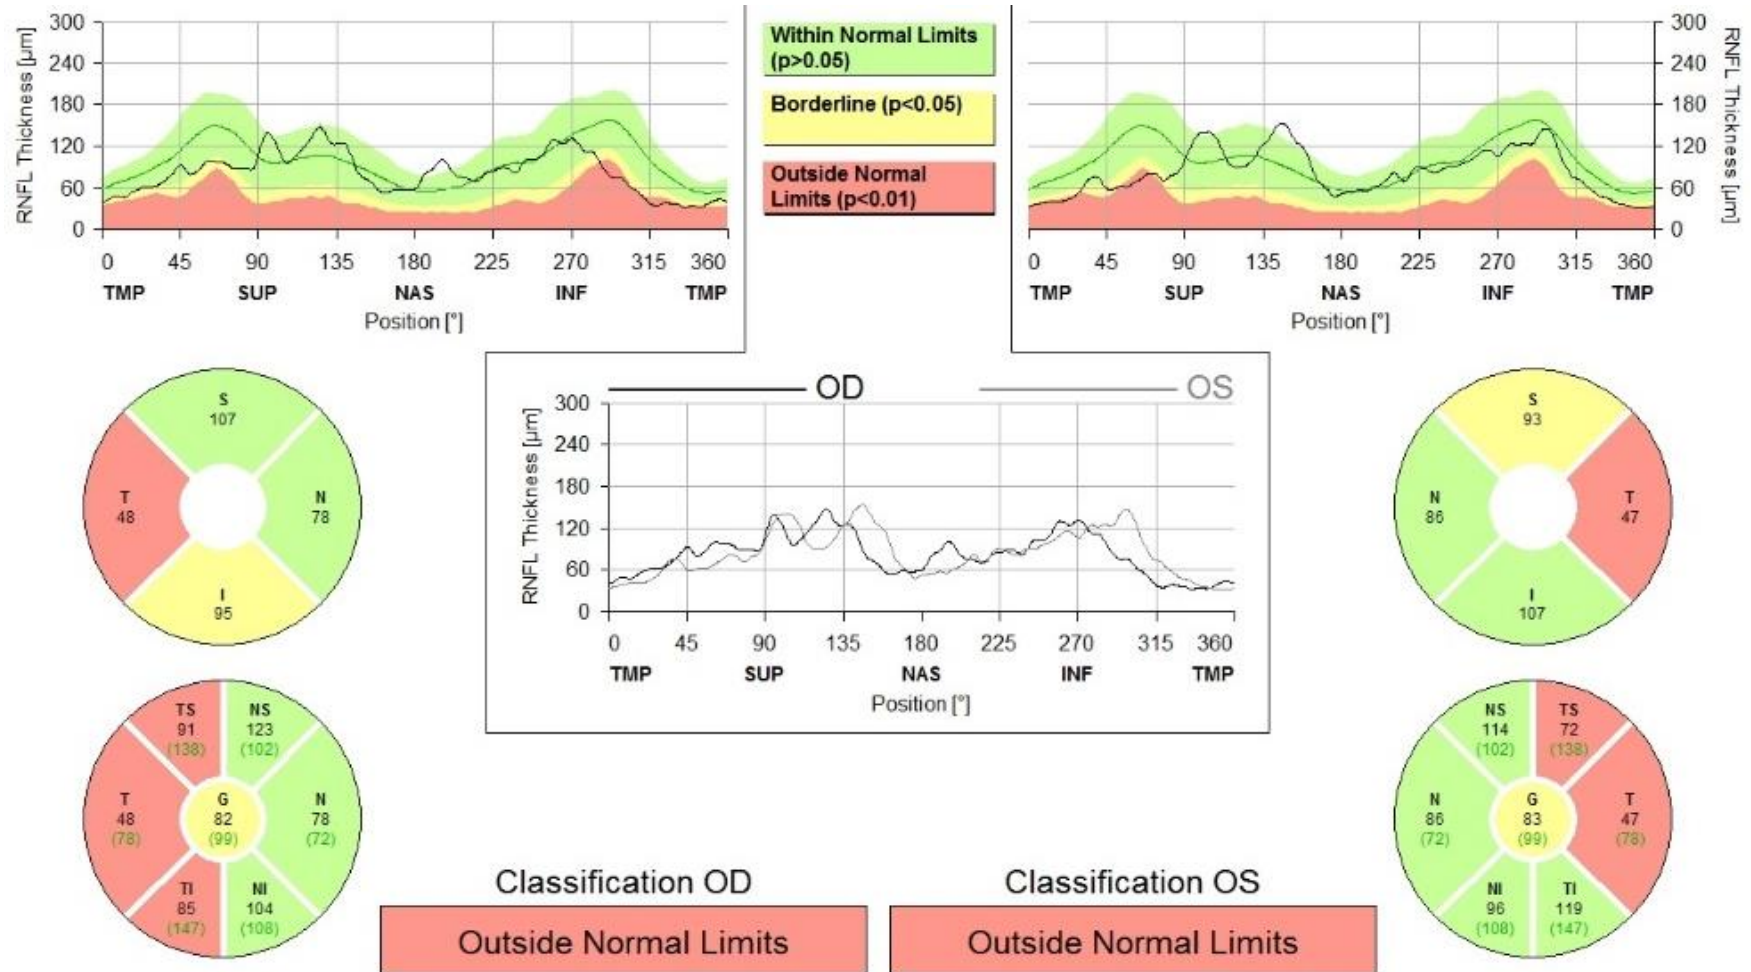 300
240
180
120
60
0
RNFL Thickness [µm]
0 45 90 135 180 225 270 315 360
TMP SUP NAS INF TMP
Position [°]
Within Normal Limits
(p>0.05)
Borderline (p<0.05)
Outside Normal
Limits (p<0.01)
300
240
180
120
60
0
RNFL Thickness [µm]
0 45 90 135 180 225 270 315 360
TMP SUP NAS INF TMP
Position [°]
S
107
T
48
N
78
I
95
OD OS
300
240
180
120
60
0
RNFL Thickness [µm]
0 45 90 135 180 225 270 315 360
TMP SUP NAS INF TMP
Position [°]
S
93
N
86
T
47
I
107
TS
91
(138)
NS
123
(102)
T
48
(78)
G
82
(99)
N
78
(72)
TI
85
(147)
NI
104
(108)
NS
114
(102)
TS
72
(138)
N
86
(72)
G
83
(99)
T
47
(78)
NI
96
(108)
TI
119
(147)
Classification OD
Outside Normal Limits
Classification OS
Outside Normal Limits